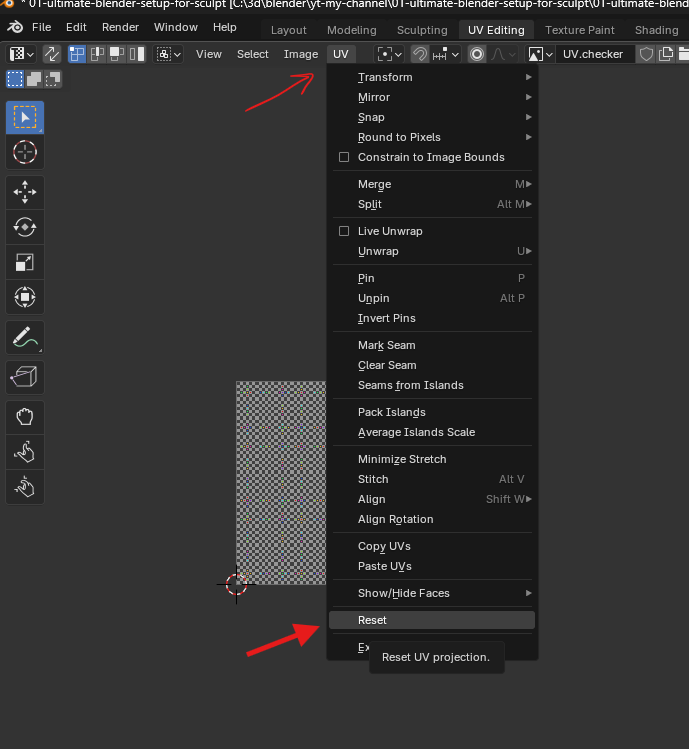 * 01-ultimate-blender-setup-for-sculpt [C:\3d\blender\yt-my-channel\01-ultimate-blender-setup-for-sculpt\01-ultimate-blend
File Edit Render Window Help Layout Modeling Sculpting UV Editing Texture Paint Shading
View Select Image UV UV.checker
Transform
Mirror
Snap
Round to Pixels
Constrain to Image Bounds
Merge M
Split Alt M
Live Unwrap
Unwrap U
Pin P
Unpin Alt P
Invert Pins
Mark Seam
Clear Seam
Seams from Islands
Pack Islands
Average Islands Scale
Minimize Stretch
Stitch Alt V
Align Shift W
Align Rotation
Copy UVs
Paste UVs
Show/Hide Faces
Reset
Ex
Reset UV projection.